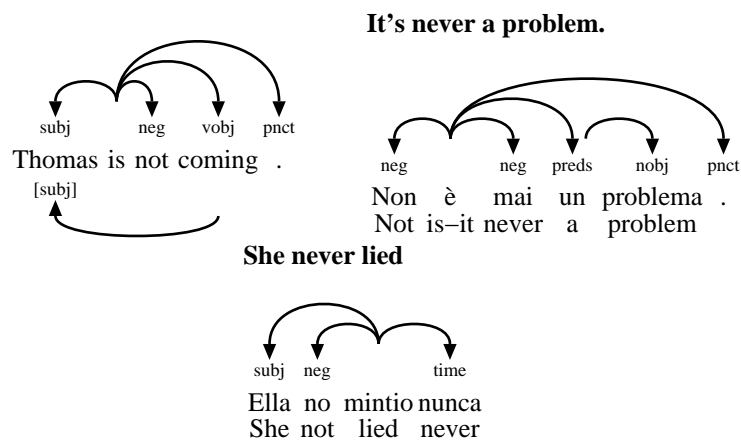 It's never a problem.
subj neg vobj pnct
Thomas is not coming .
[subj]
neg neg preds nobj pnct
Non è mai un problema .
Not is–it never a problem
She never lied
subj neg time
Ella no mintio nunca
She not lied never